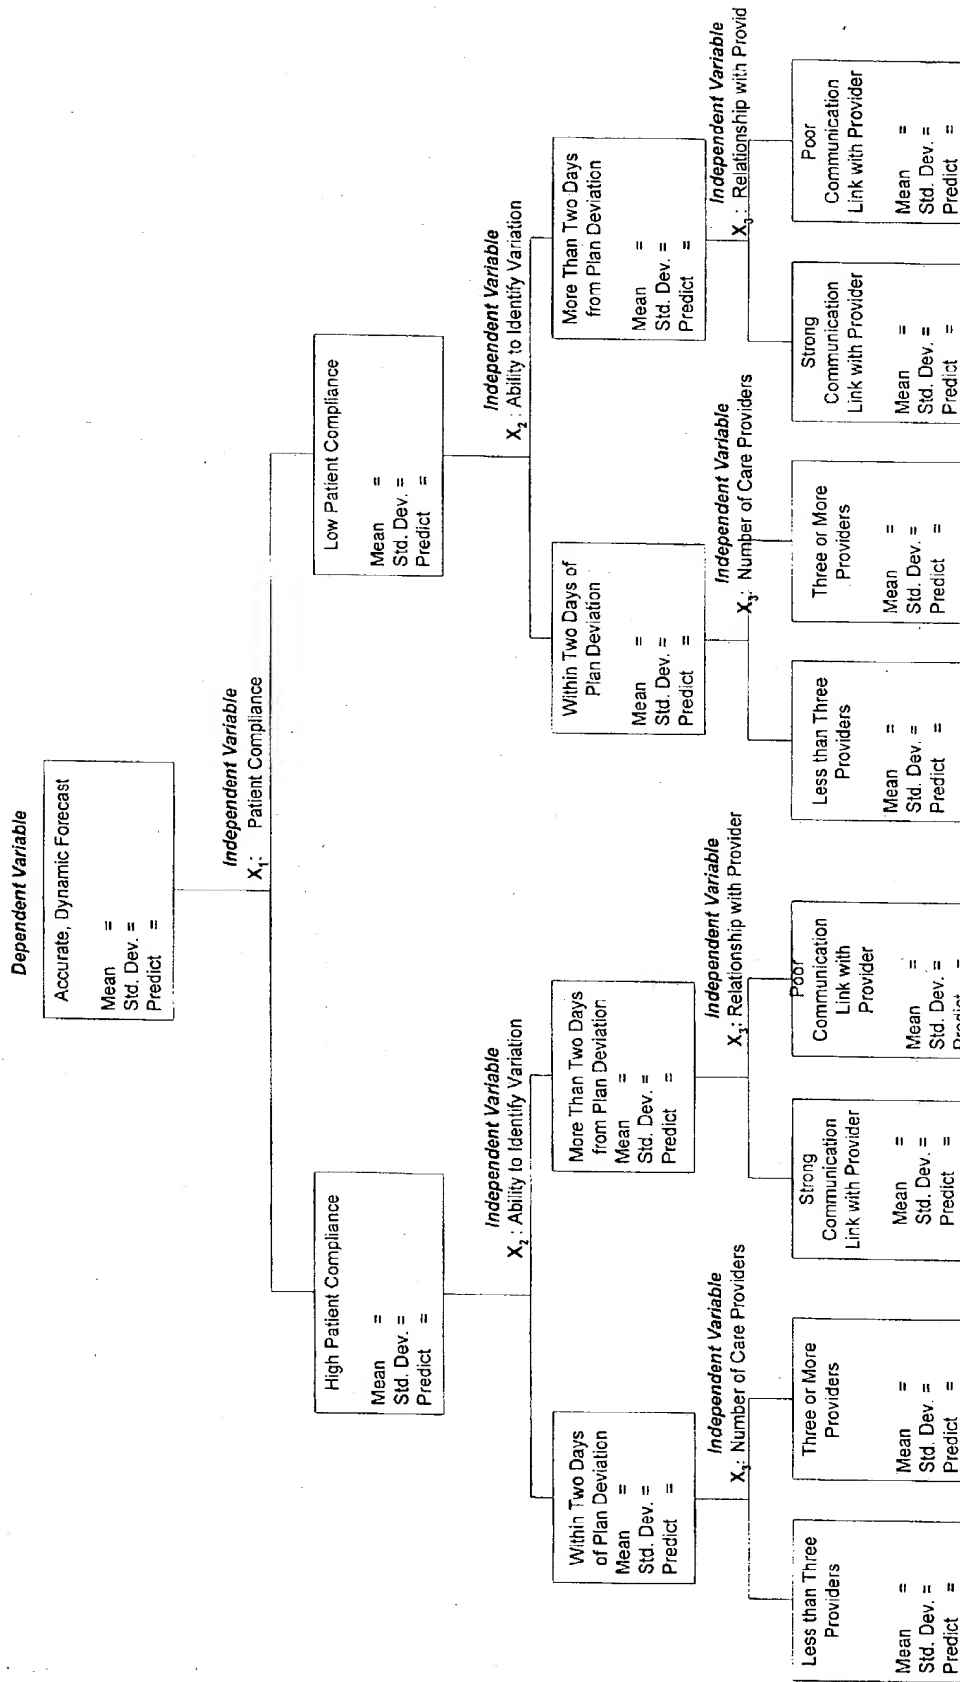 Dependent Variable
Accurate, Dynamic Forecast
Mean =
Std. Dev. =
Predict =
Independent Variable
X₁: Patient Compliance
High Patient Compliance
Mean =
Std. Dev. =
Predict =
Low Patient Compliance
Mean =
Std. Dev. =
Predict =
Independent Variable
X₂: Ability to Identify Variation
Independent Variable
X₂: Ability to Identify Variation
Within Two Days
of Plan Deviation
Mean =
Std. Dev. =
Predict =
More Than Two Days
from Plan Deviation
Mean =
Std. Dev. =
Predict =
Within Two Days of
Plan Deviation
Mean =
Std. Dev. =
Predict =
More Than Two Days
from Plan Deviation
Mean =
Std. Dev. =
Predict =
Independent Variable
X₃: Number of Care Providers
Independent Variable
X₃: Relationship with Provider
Independent Variable
X₃: Number of Care Providers
Independent Variable
X₃: Relationship with Provid
Less than Three
Providers
Mean =
Std. Dev. =
Predict =
Three or More
Providers
Mean =
Std. Dev. =
Predict =
Strong
Communication
Link with Provider
Mean =
Std. Dev. =
Predict =
Poor
Communication
Link with
Provider
Mean =
Std. Dev. =
Predict =
Less than Three
Providers
Mean =
Std. Dev. =
Predict =
Three or More
Providers
Mean =
Std. Dev. =
Predict =
Strong
Communication
Link with Provider
Mean =
Std. Dev. =
Predict =
Poor
Communication
Link with Provider
Mean =
Std. Dev. =
Predict =